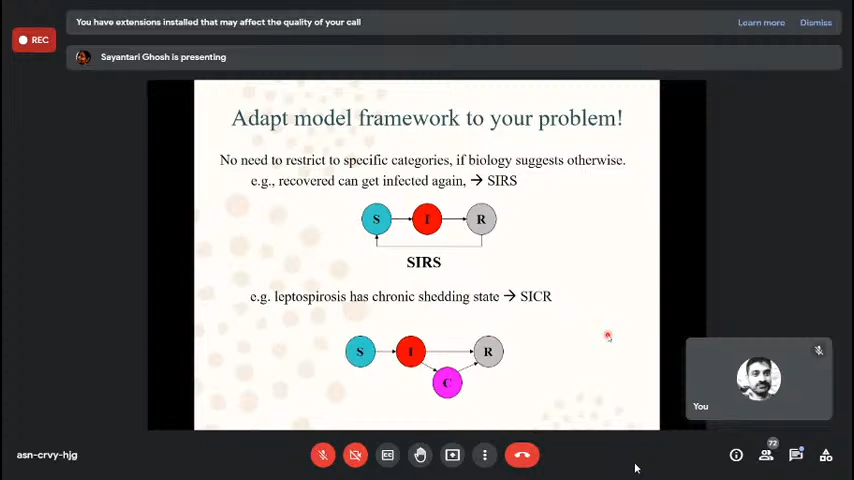 You have extensions installed that may affect the quality of your call
Learn more
Dismiss
REC
Sayantari Ghosh is presenting
Adapt model framework to your problem!
No need to restrict to specific categories, if biology suggests otherwise.
e.g., recovered can get infected again, → SIRS
S I R
SIRS
e.g. leptospirosis has chronic shedding state → SICR
S I R
C
You
asn-crvy-hjg
72